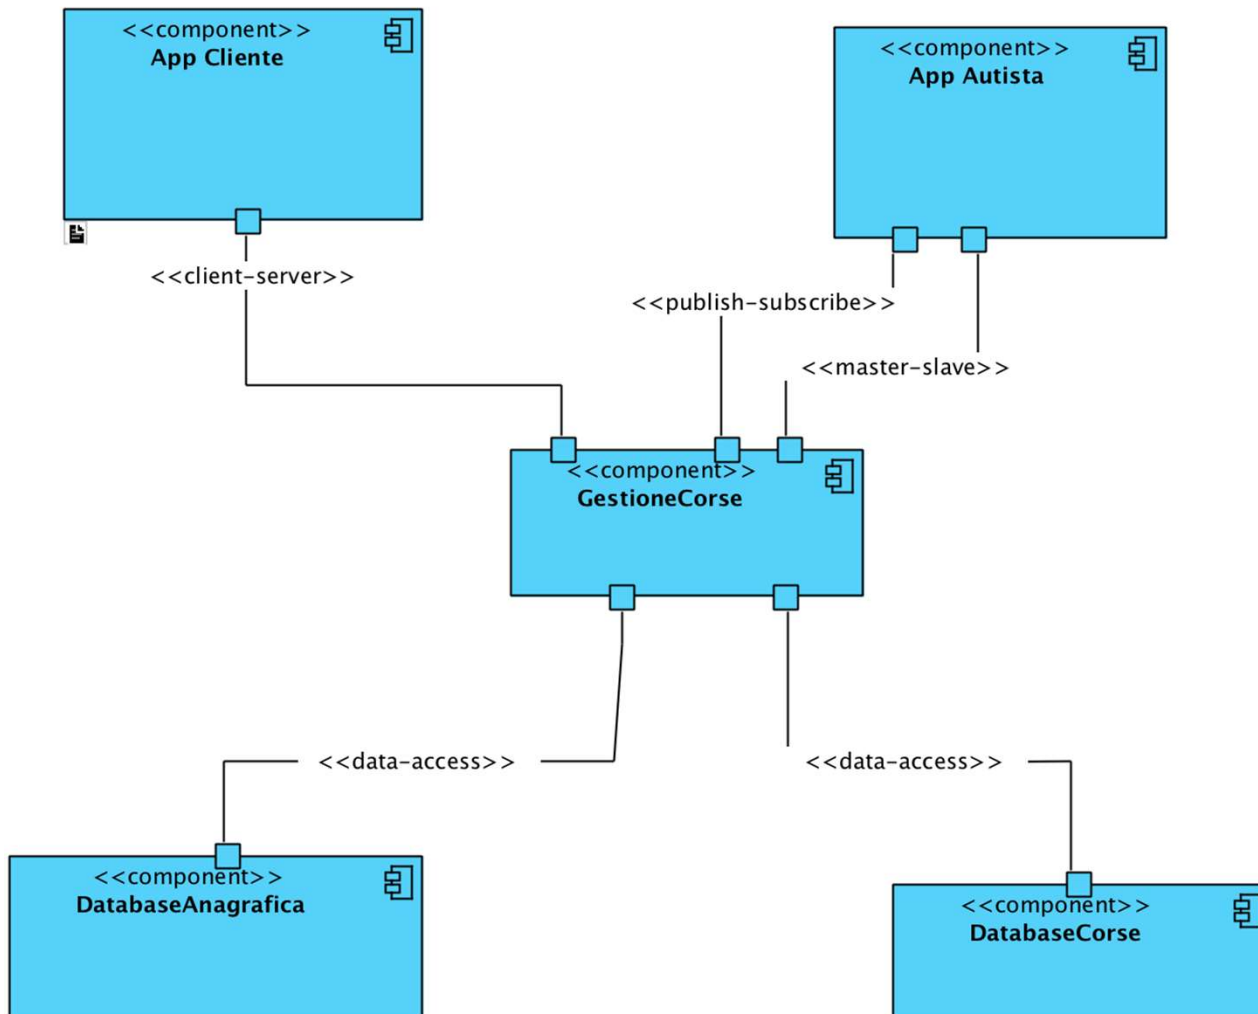 <<component>>
App Cliente
<<component>>
App Autista
<<client-server>>
<<publish-subscribe>>
<<master-slave>>
<<component>>
GestioneCorse
<<data-access>>
<<data-access>>
<<component>>
DatabaseAnagrafica
<<component>>
DatabaseCorse